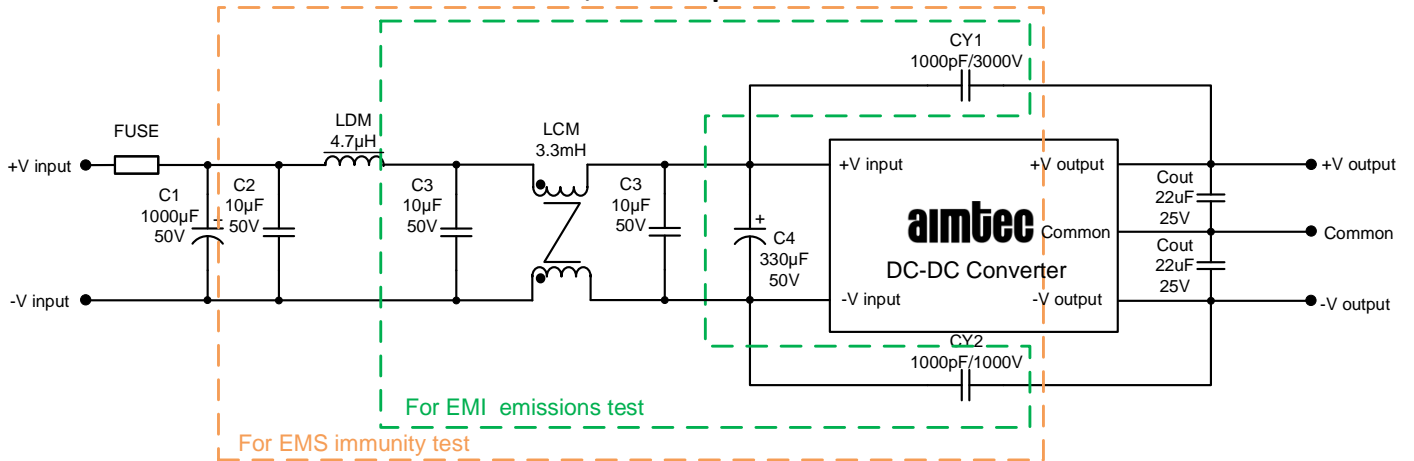 CY1
1000pF/3000V
FUSE
LDM
4.7µH
LCM
3.3mH
+V input
+V input
+V output
+V output
C1
1000µF
50V
+
C2
10µF
50V
C3
10µF
50V
C3
10µF
50V
+
C4
330µF
50V
aimtec
DC-DC Converter
Common
Cout
22uF
25V
Common
Cout
22uF
25V
-V input
-V input
-V output
-V output
CY2
1000pF/1000V
For EMI emissions test
For EMS immunity test